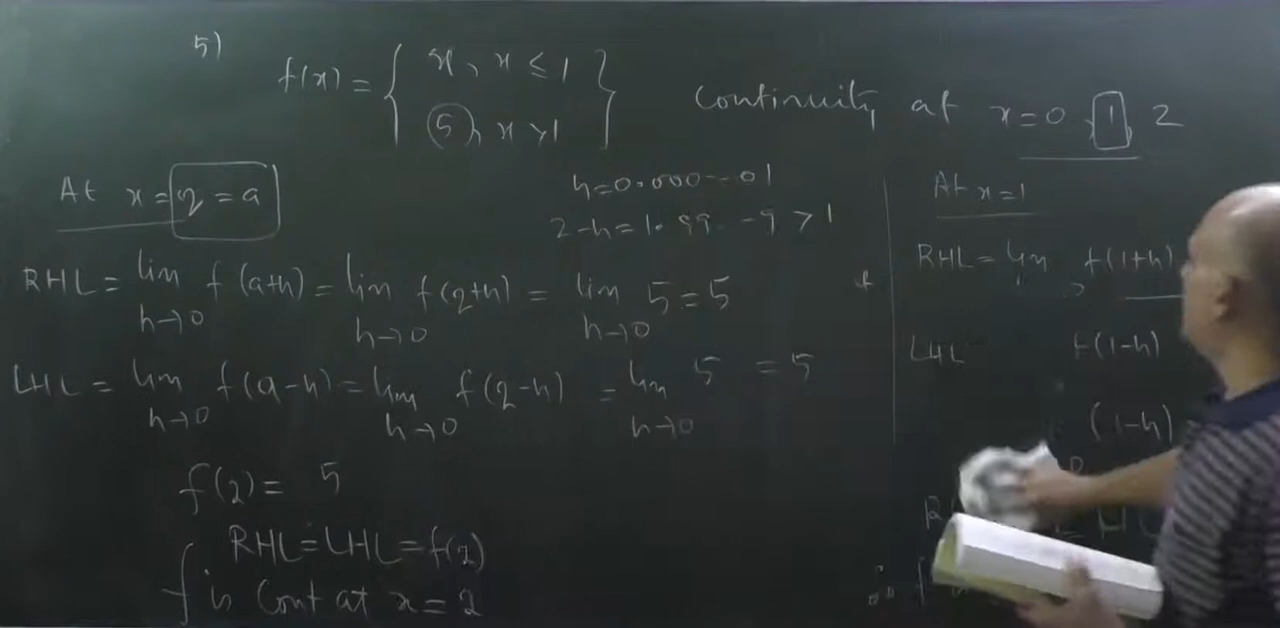 5)
f(x) = { x, x ≤ 1
5, x > 1 }
Continuity at x=0, 1, 2
At x=2=a
h=0.000--01
2-h=1.99.-9 > 1
RHL = lim h→0 f(a+h) = lim h→0 f(2+h) = lim h→0 5 = 5
LHL = lim h→0 f(a-h) = lim h→0 f(2-h) = lim h→0 5 = 5
f(2) = 5
RHL = LHL = f(2)
f is Cont at x = 2
At x=1
RHL = lim f(1+h)
LHL f(1-h)
(1-h)